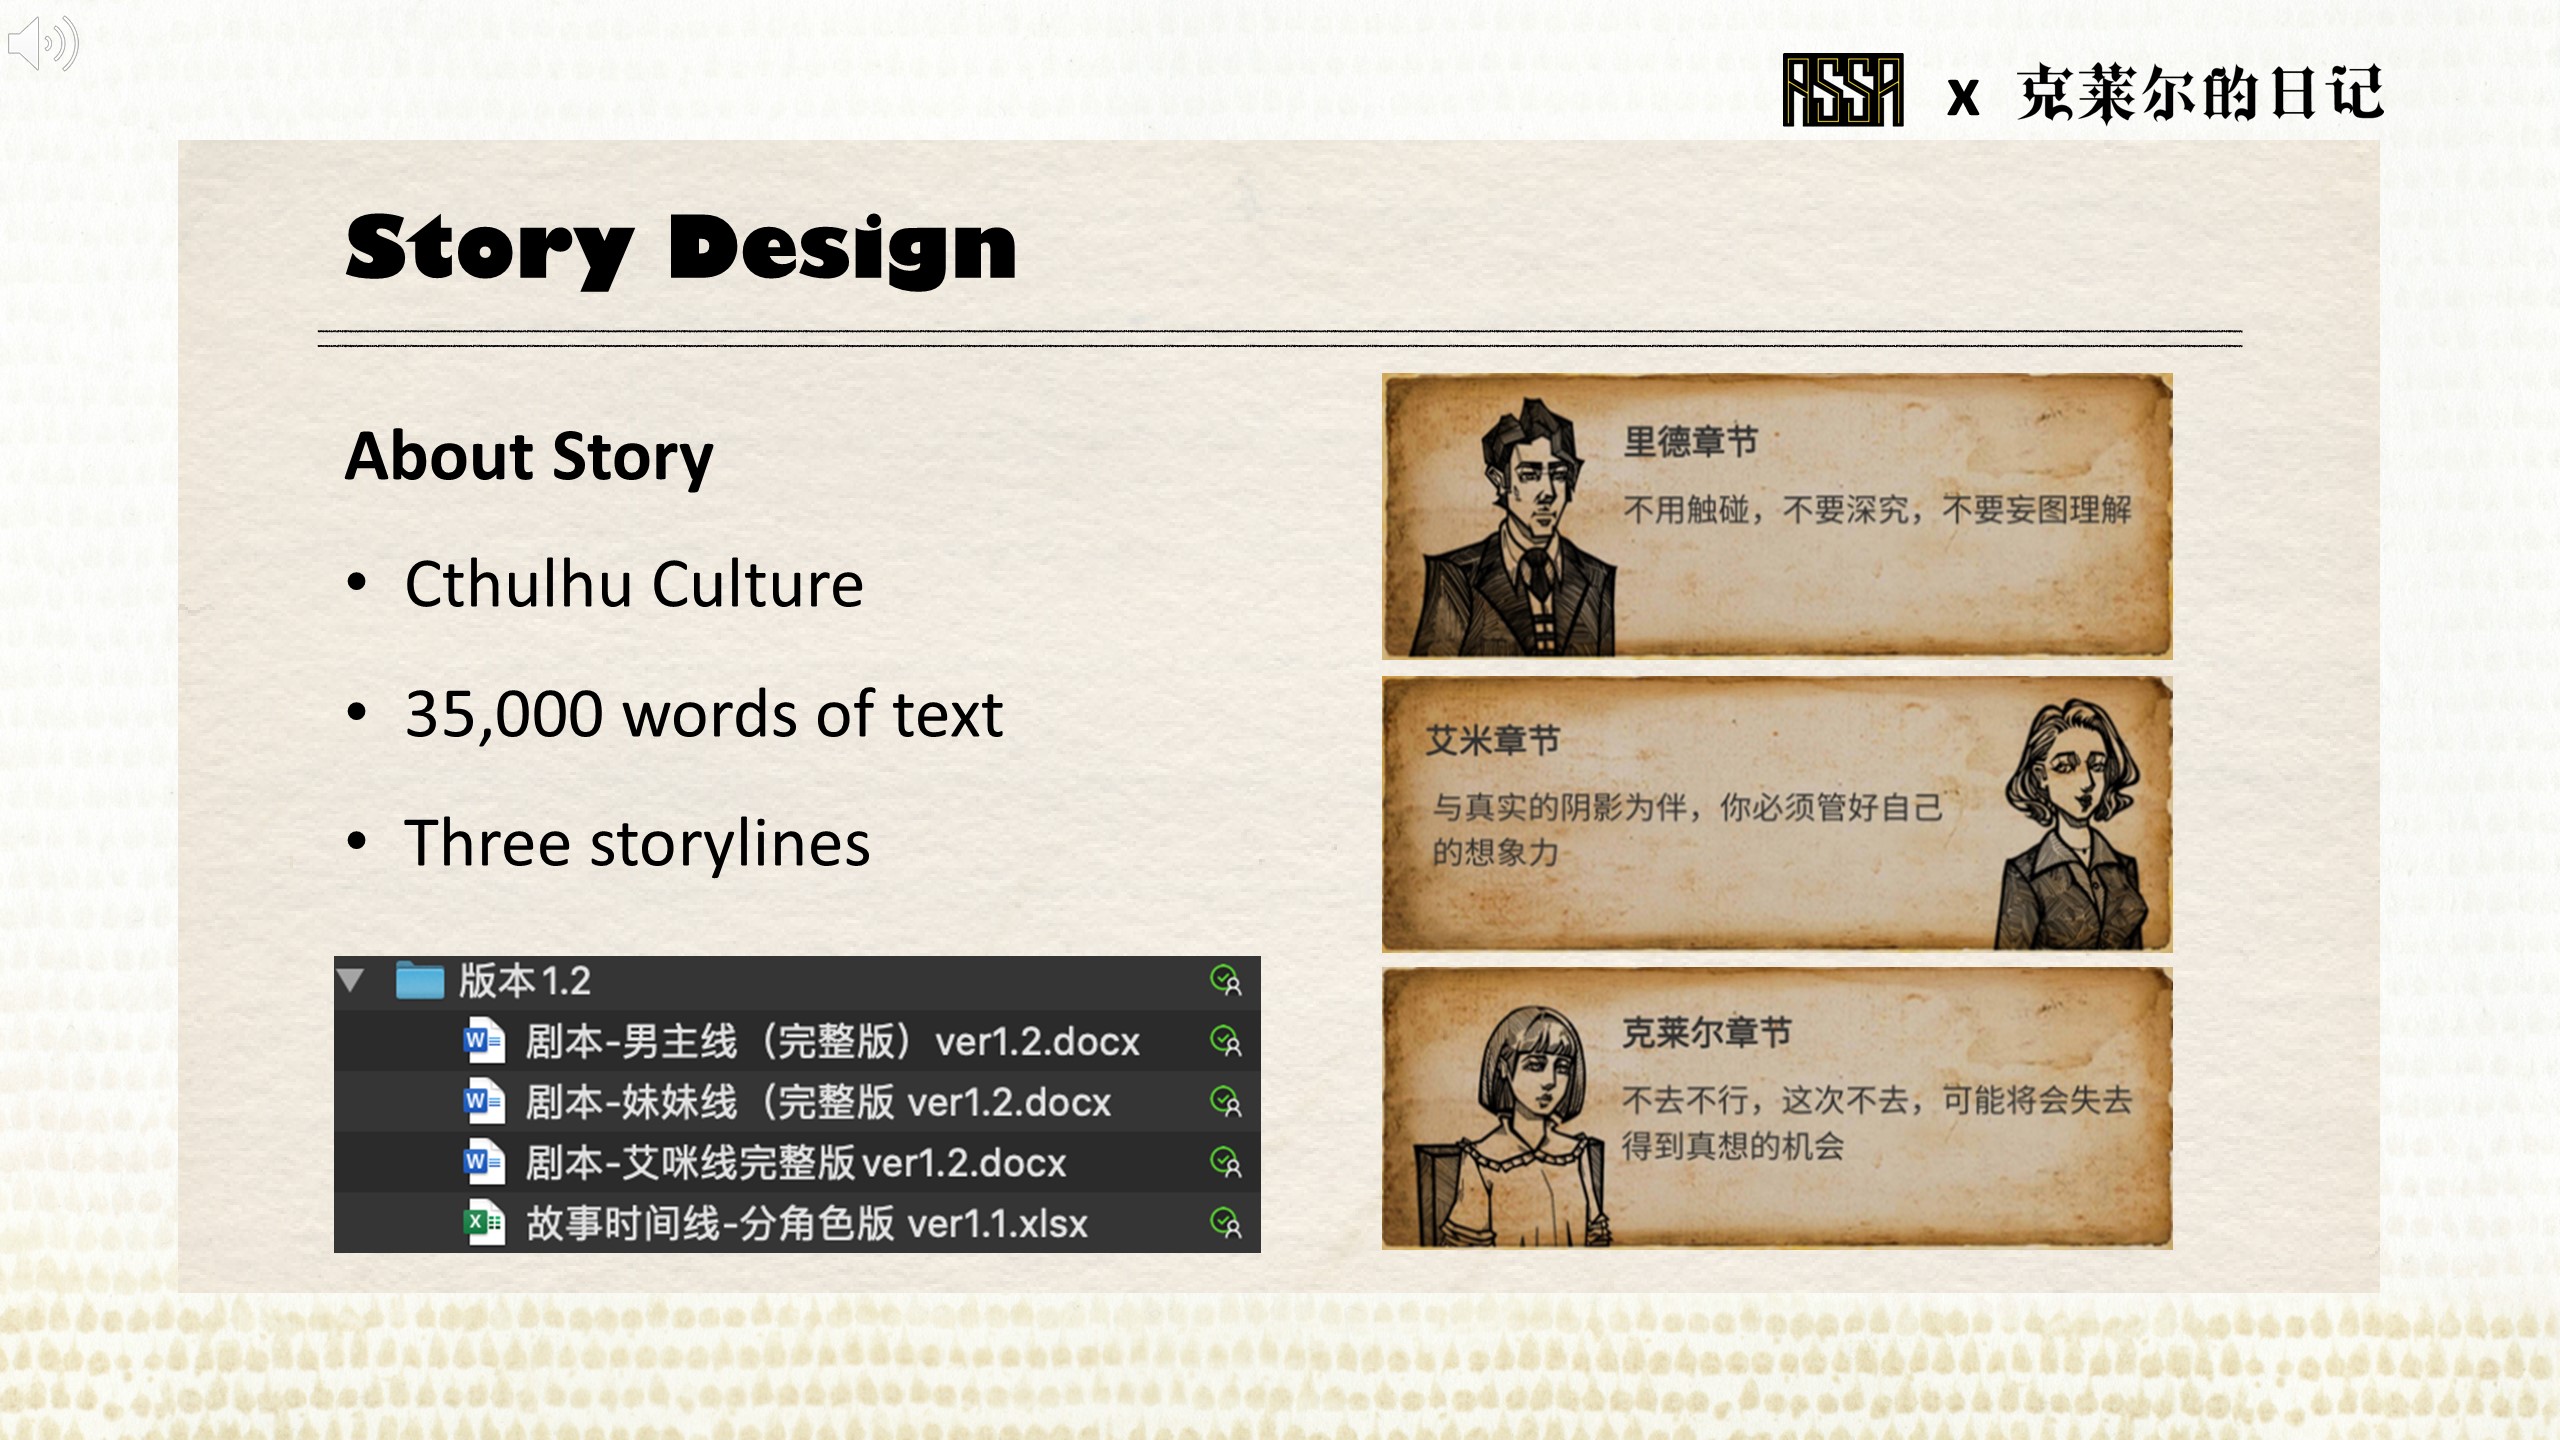 ASSA x 克莱尔的日记
Story Design
About Story
• Cthulhu Culture
• 35,000 words of text
• Three storylines
版本1.2
剧本-男主线（完整版）ver1.2.docx
剧本-妹妹线（完整版 ver1.2.docx
剧本-艾咪线完整版ver1.2.docx
故事时间线-分角色版 ver1.1.xlsx
里德章节
不用触碰，不要深究，不要妄图理解
艾米章节
与真实的阴影为伴，你必须管好自己
的想象力
克莱尔章节
不去不行，这次不去，可能将会失去
得到真想的机会